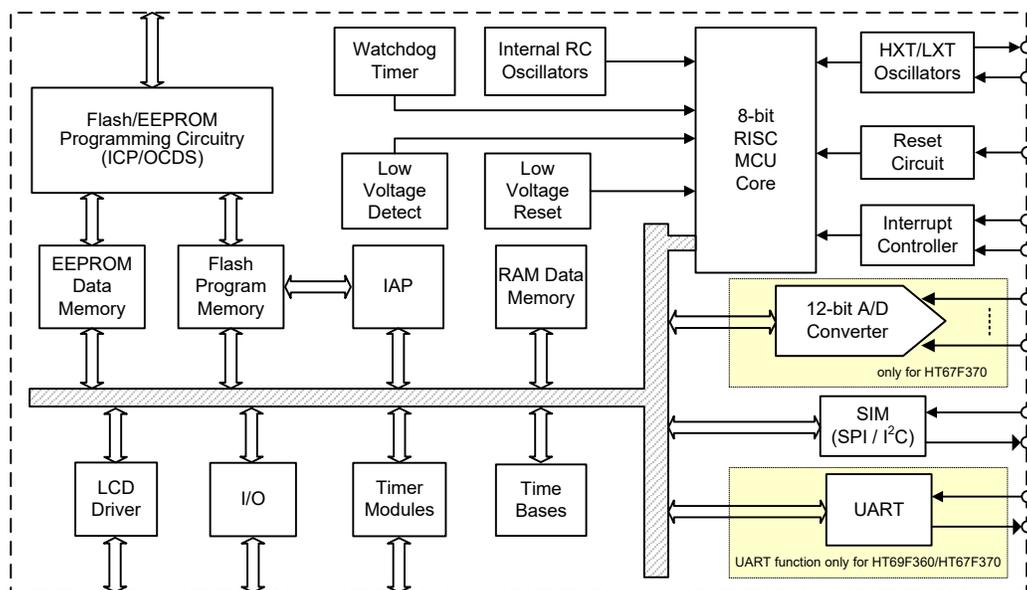 Watchdog
Timer
Internal RC
Oscillators
8-bit
RISC
MCU
Core
HXT/LXT
Oscillators
Flash/EEPROM
Programming Circuitry
(ICP/OCDS)
Reset
Circuit
Low
Voltage
Detect
Low
Voltage
Reset
Interrupt
Controller
EEPROM
Data
Memory
Flash
Program
Memory
IAP
RAM Data
Memory
12-bit A/D
Converter
only for HT67F370
SIM
(SPI / I²C)
LCD
Driver
I/O
Timer
Modules
Time
Bases
UART
UART function only for HT69F360/HT67F370